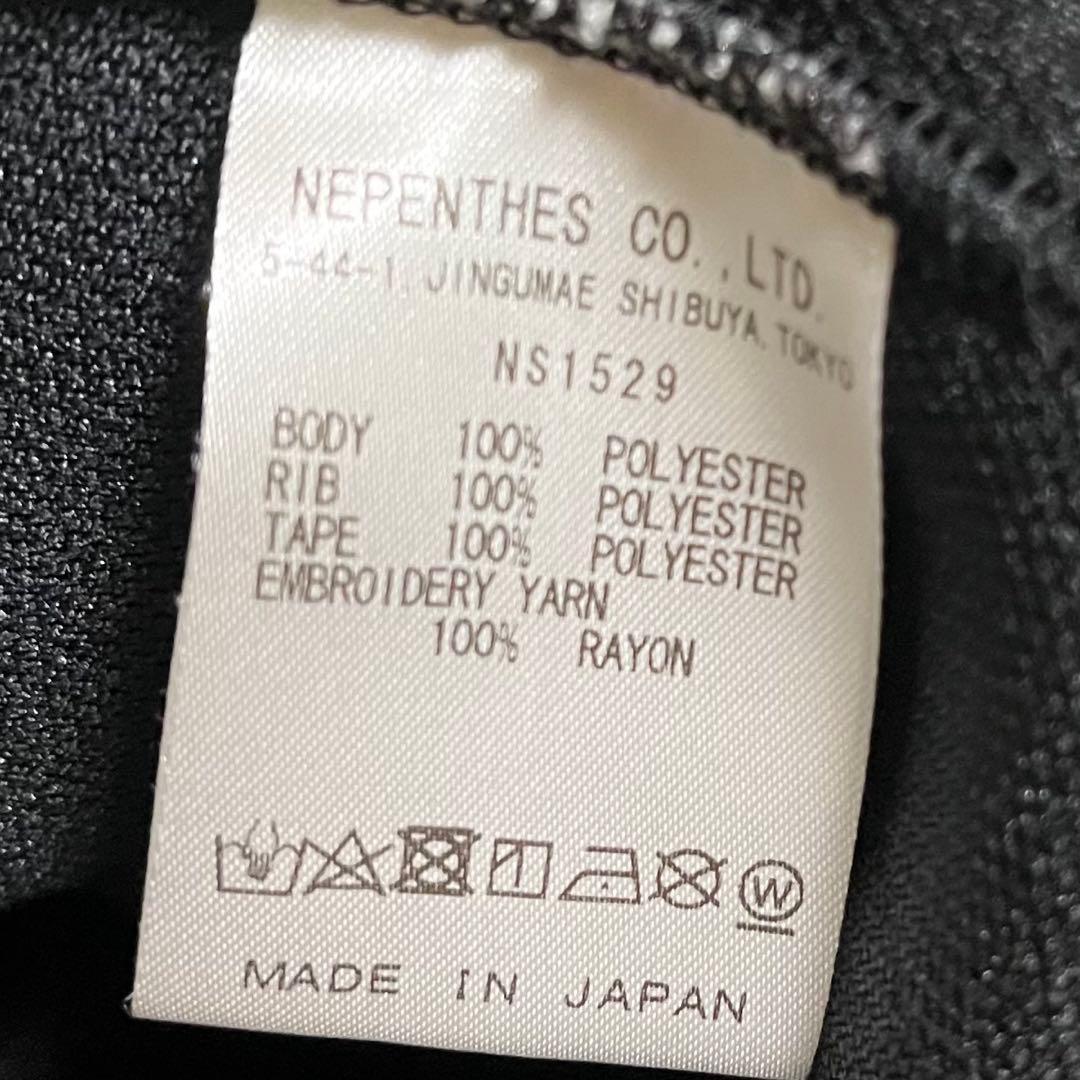 NEPENTHES CO.,LTD.
5-44-1 JINGUMAE SHIBUYA, TOKYO
NS1529
BODY 100% POLYESTER
RIB 100% POLYESTER
TAPE 100% POLYESTER
EMBROIDERY YARN
100% RAYON
W
MADE IN JAPAN